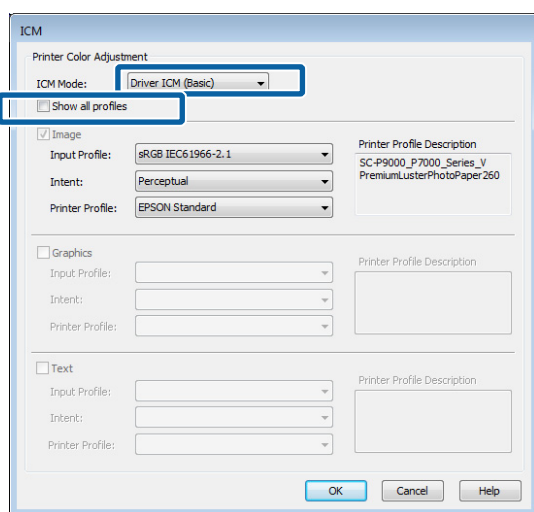 ICM
Printer Color Adjustment
ICM Mode: Driver ICM (Basic)
Show all profiles
Image
Input Profile: sRGB IEC61966-2.1
Intent: Perceptual
Printer Profile: EPSON Standard
Printer Profile Description
SC-P9000_P7000_Series_V
PremiumLusterPhotoPaper260
Graphics
Input Profile:
Intent:
Printer Profile:
Printer Profile Description
Text
Input Profile:
Intent:
Printer Profile:
Printer Profile Description
OK Cancel Help